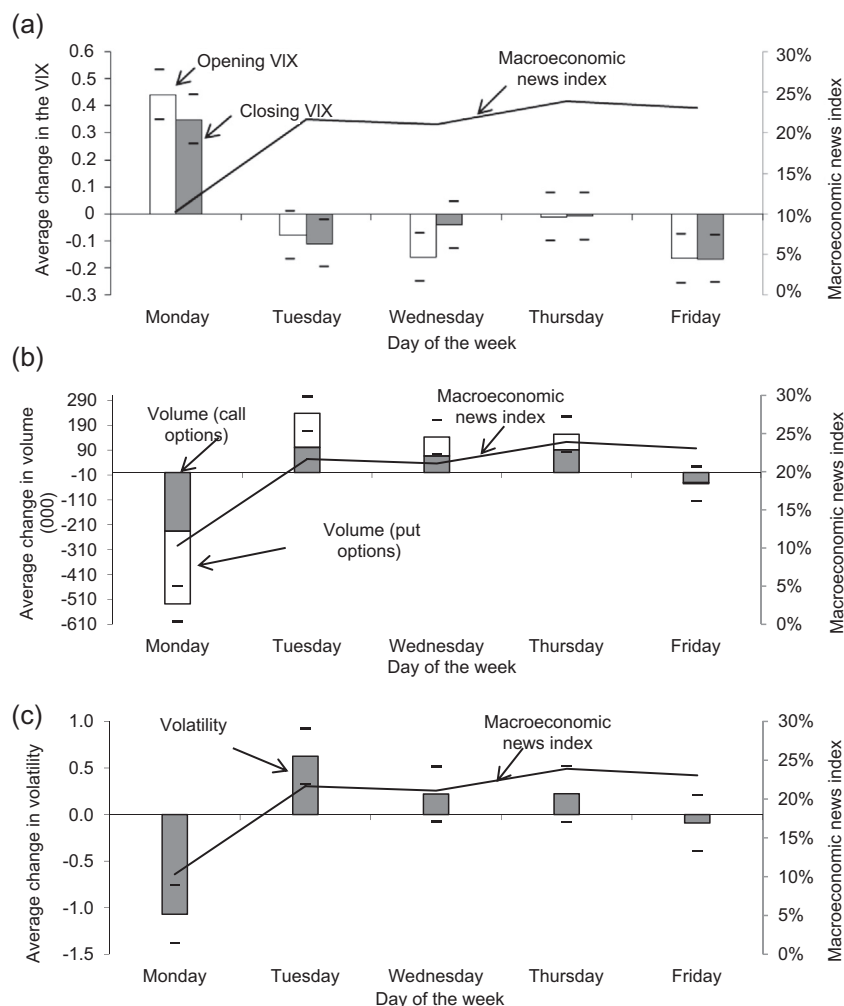 (a)
Average change in the VIX
0.6
0.5
0.4
0.3
0.2
0.1
0
-0.1
-0.2
-0.3
Opening VIX
Closing VIX
Macroeconomic
news index
30%
25%
20%
15%
10%
5%
0%
Macroeconomic news index
Monday Tuesday Wednesday Thursday Friday
Day of the week
(b)
Average change in volume
(000)
290
190
90
-10
-110
-210
-310
-410
-510
-610
Volume (call
options)
Volume (put
options)
Macroeconomic
news index
30%
25%
20%
15%
10%
5%
0%
Macroeconomic news index
Monday Tuesday Wednesday Thursday Friday
Day of the week
(c)
Average change in volatility
1.0
0.5
0.0
-0.5
-1.0
-1.5
Volatility
Macroeconomic
news index
30%
25%
20%
15%
10%
5%
0%
Macroeconomic news index
Monday Tuesday Wednesday Thursday Friday
Day of the week